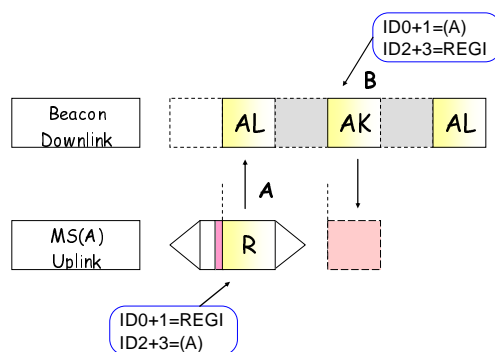 ID0+1=(A)
ID2+3=REGI
B
Beacon
Downlink
AL
AK
AL
A
MS(A)
Uplink
R
ID0+1=REGI
ID2+3=(A)